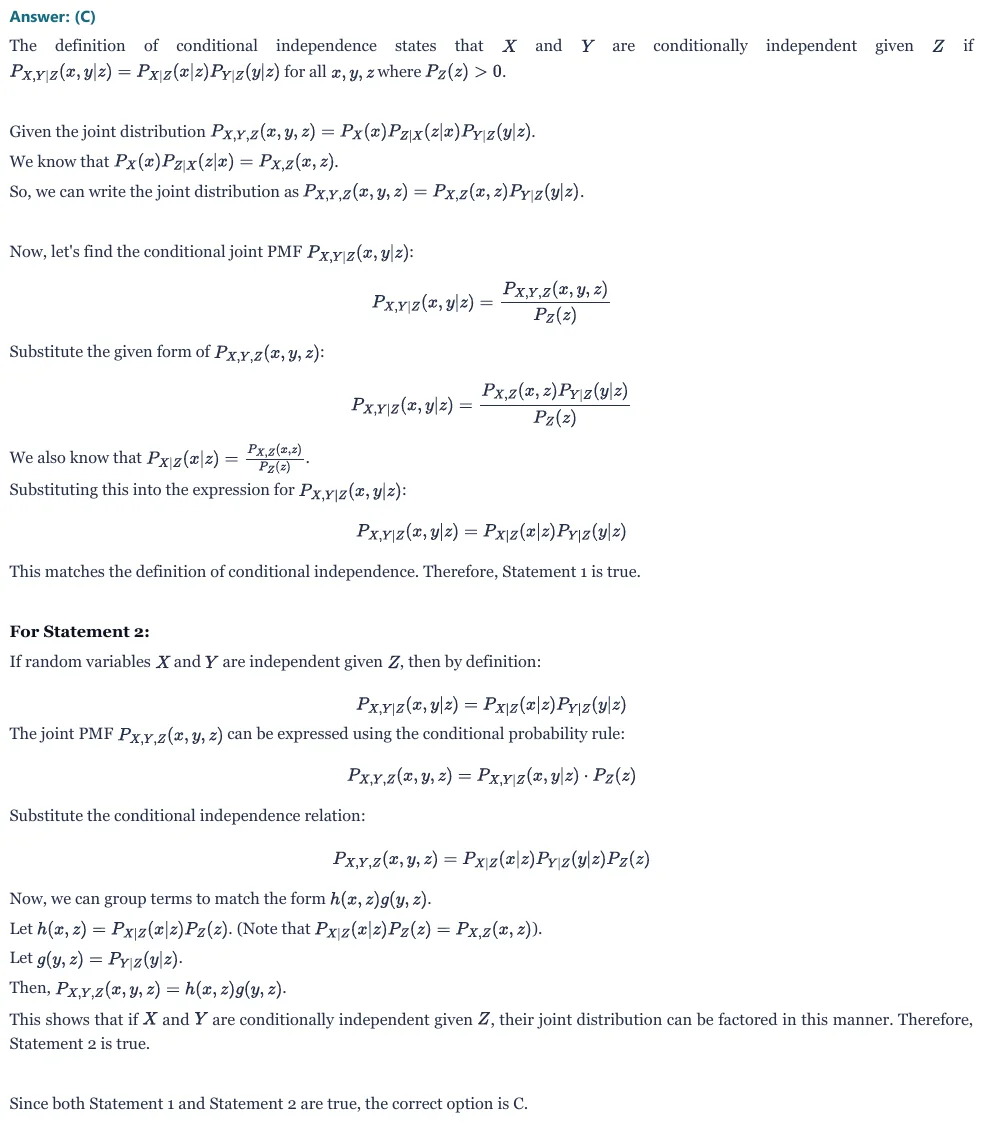 Answer: (C)
The definition of conditional independence states that X and Y are conditionally independent given Z if
P_{X,Y|Z}(x, y|z) = P_{X|Z}(x|z)P_{Y|Z}(y|z) for all x, y, z where P_Z(z) > 0.
Given the joint distribution P_{X,Y,Z}(x, y, z) = P_X(x)P_{Z|X}(z|x)P_{Y|Z}(y|z).
We know that P_X(x)P_{Z|X}(z|x) = P_{X,Z}(x, z).
So, we can write the joint distribution as P_{X,Y,Z}(x, y, z) = P_{X,Z}(x, z)P_{Y|Z}(y|z).
Now, let's find the conditional joint PMF P_{X,Y|Z}(x, y|z):
P_{X,Y|Z}(x, y|z) = \frac{P_{X,Y,Z}(x, y, z)}{P_Z(z)}
Substitute the given form of P_{X,Y,Z}(x, y, z):
P_{X,Y|Z}(x, y|z) = \frac{P_{X,Z}(x, z)P_{Y|Z}(y|z)}{P_Z(z)}
We also know that P_{X|Z}(x|z) = \frac{P_{X,Z}(x,z)}{P_Z(z)}.
Substituting this into the expression for P_{X,Y|Z}(x, y|z):
P_{X,Y|Z}(x, y|z) = P_{X|Z}(x|z)P_{Y|Z}(y|z)
This matches the definition of conditional independence. Therefore, Statement 1 is true.
For Statement 2:
If random variables X and Y are independent given Z, then by definition:
P_{X,Y|Z}(x, y|z) = P_{X|Z}(x|z)P_{Y|Z}(y|z)
The joint PMF P_{X,Y,Z}(x, y, z) can be expressed using the conditional probability rule:
P_{X,Y,Z}(x, y, z) = P_{X,Y|Z}(x, y|z) · P_Z(z)
Substitute the conditional independence relation:
P_{X,Y,Z}(x, y, z) = P_{X|Z}(x|z)P_{Y|Z}(y|z)P_Z(z)
Now, we can group terms to match the form h(x, z)g(y, z).
Let h(x, z) = P_{X|Z}(x|z)P_Z(z). (Note that P_{X|Z}(x|z)P_Z(z) = P_{X,Z}(x, z)).
Let g(y, z) = P_{Y|Z}(y|z).
Then, P_{X,Y,Z}(x, y, z) = h(x, z)g(y, z).
This shows that if X and Y are conditionally independent given Z, their joint distribution can be factored in this manner. Therefore,
Statement 2 is true.
Since both Statement 1 and Statement 2 are true, the correct option is C.